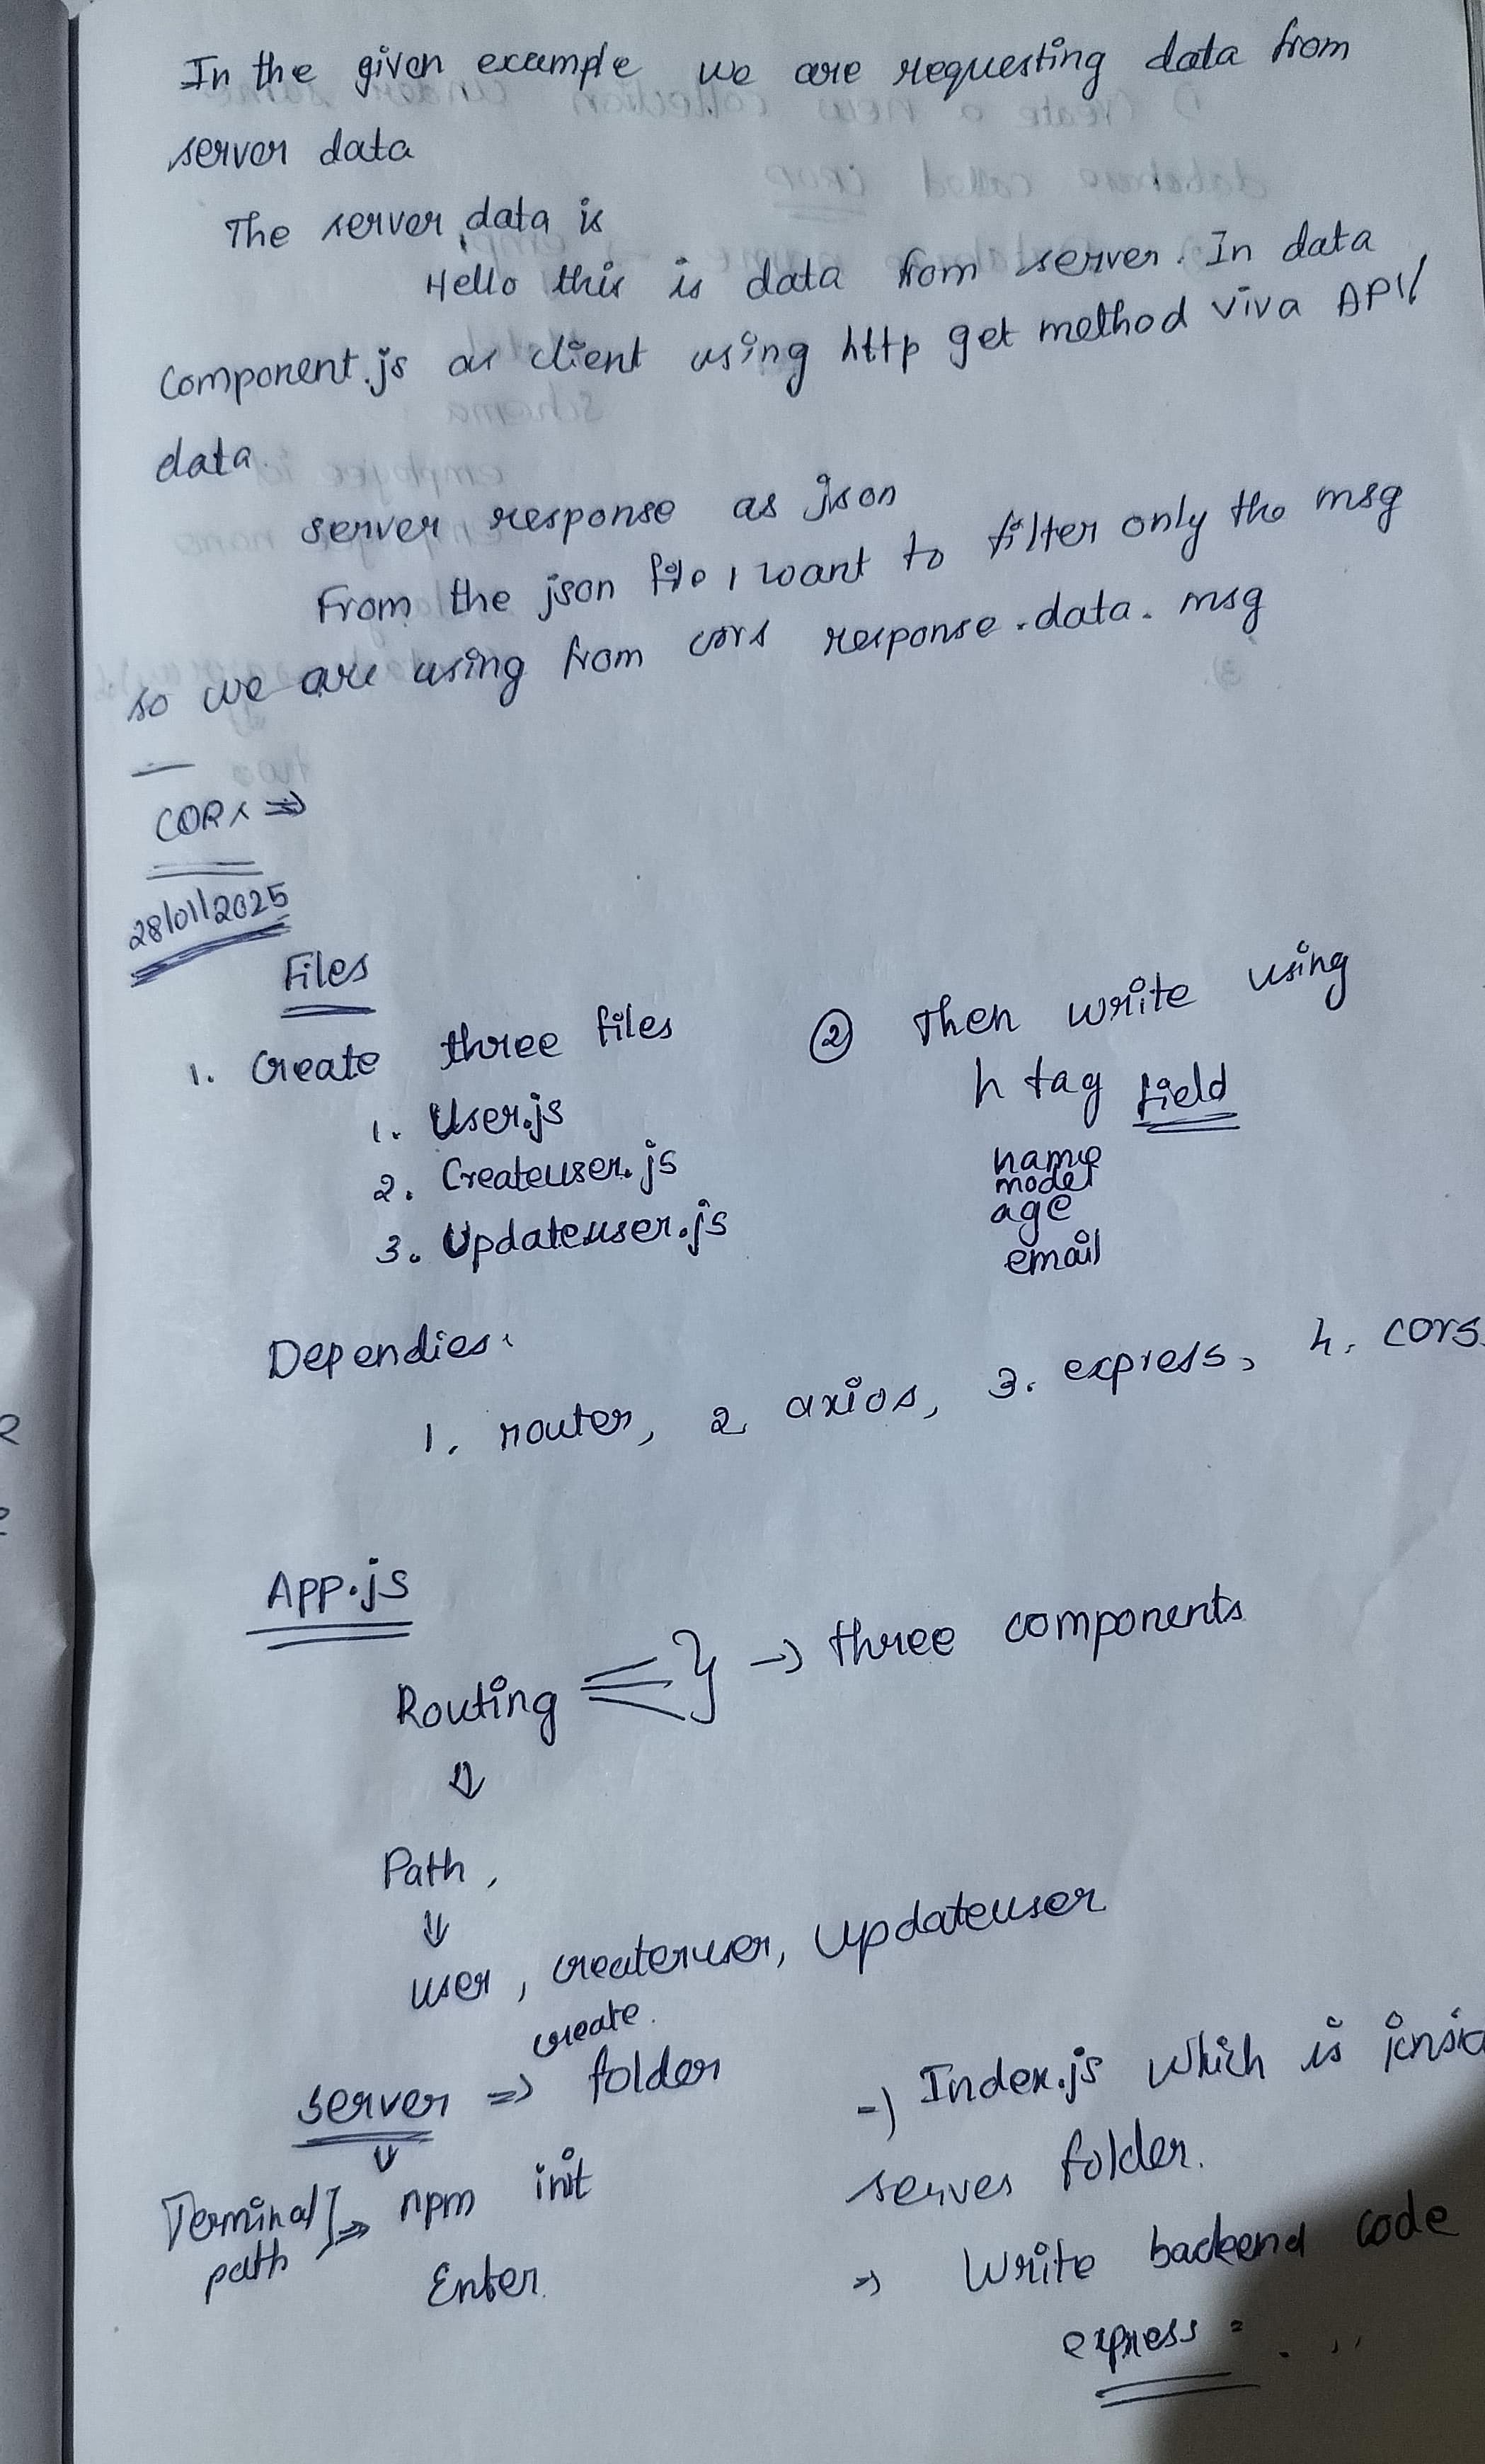 In the given example we are requesting data from
server data
The server data is
Hello this is data from server. In data
component.js as client using http get method viva API/
data.
server response as json
From the json file, I want to filter only the msg
so we are using from cors response.data.msg
CORS ⇒
28/01/2025
Files
1. Create three files
1. User.js
2. Createuser.js
3. Updateuser.js
② Then write using
h tag field
name
model
age
email
Dependies:
1. router, 2. axios, 3. express, 4. cors
App.js
Routing } → three components
⇓
Path,
⇓
user, createruser, updateuser
create.
server ⇒ folder
⇓
Terminal] ⇒ npm init
path
Enter.
→ Index.js which is
server folder.
⇒ Write backend code
express